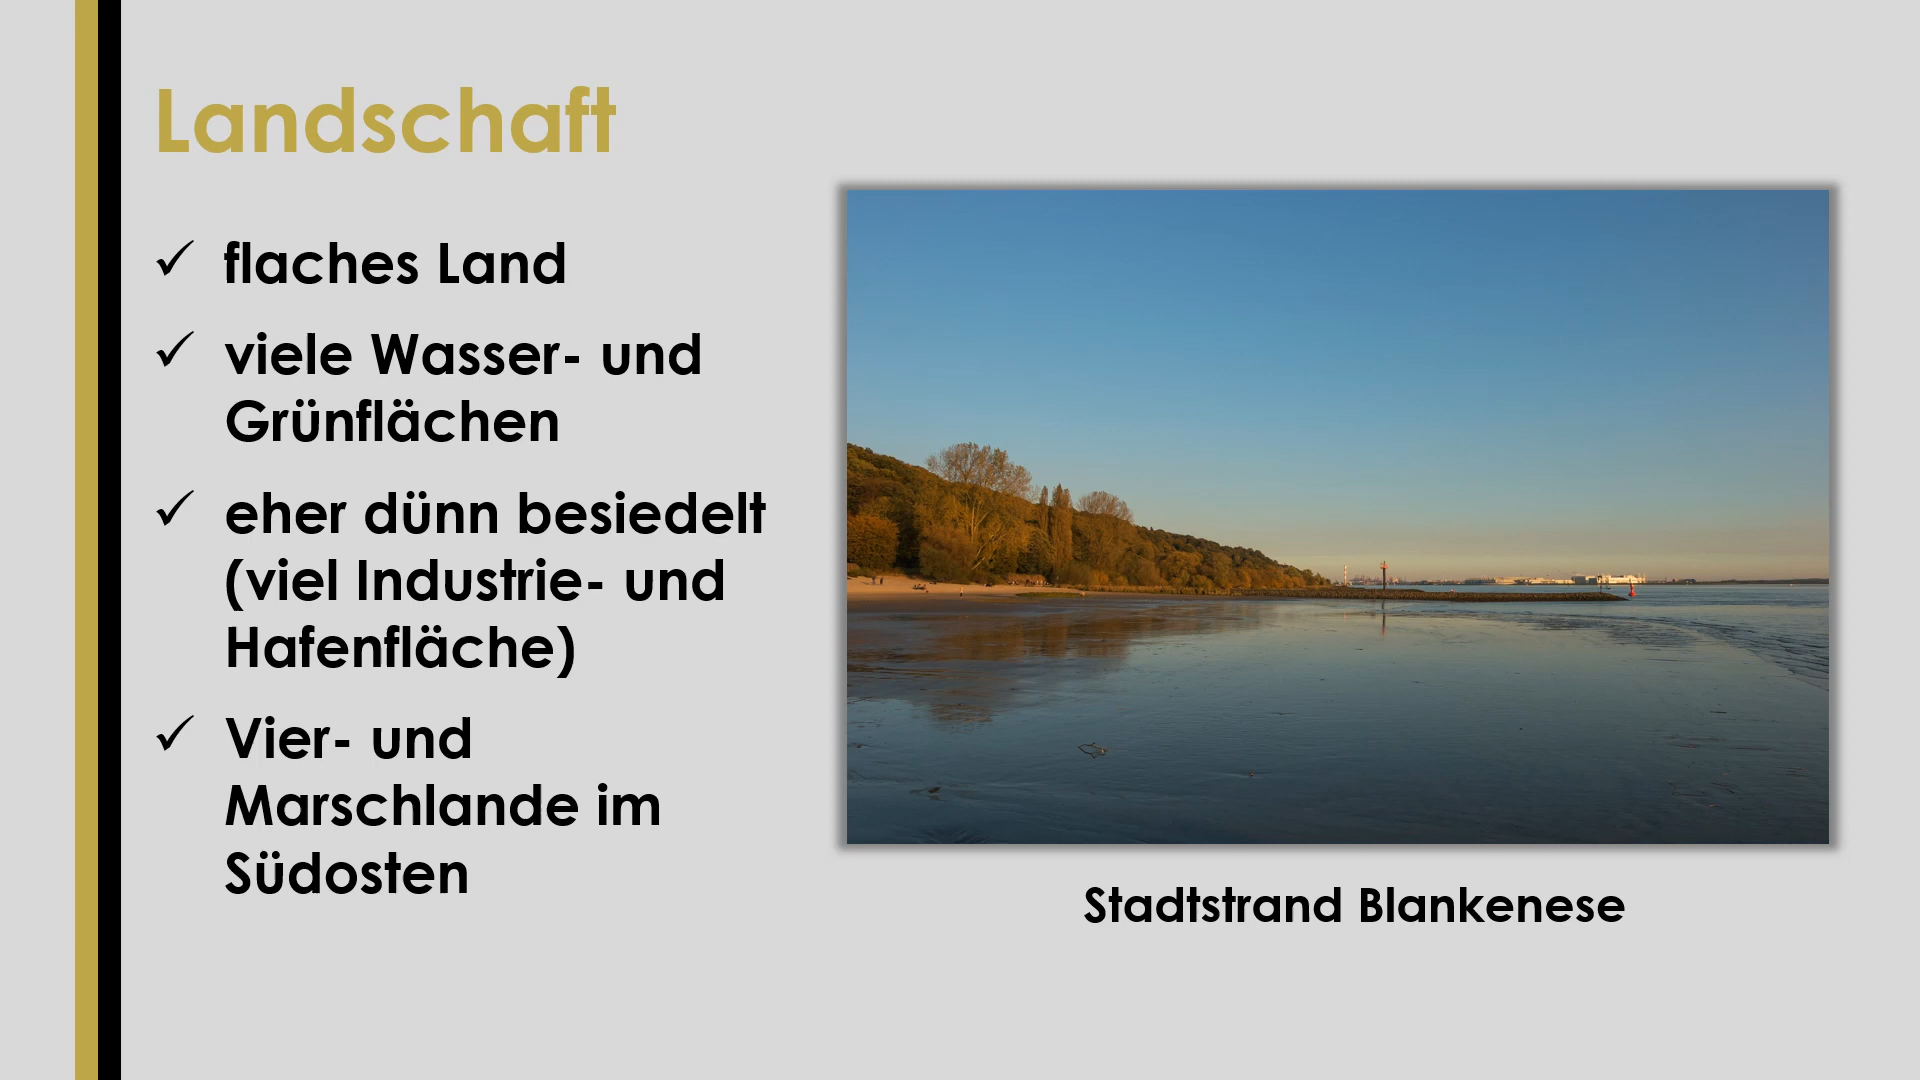 Landschaft
✓ flaches Land
✓ viele Wasser- und
Grünflächen
✓ eher dünn besiedelt
(viel Industrie- und
Hafenfläche)
✓ Vier- und
Marschlande im
Südosten
Stadtstrand Blankenese